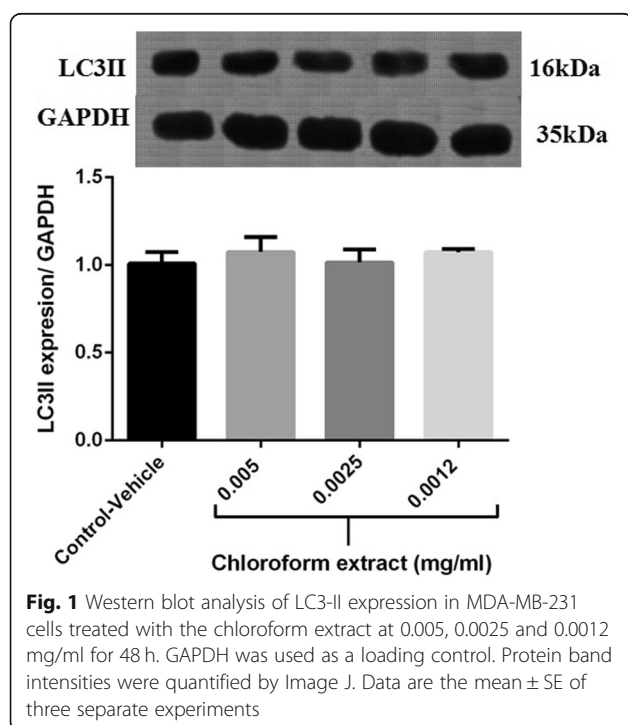 LC3II 16kDa
GAPDH 35kDa
1.5
1.0
0.5
0.0
LC3II expresion/ GAPDH
Control-Vehicle 0.005 0.0025 0.0012
Chloroform extract (mg/ml)
Fig. 1 Western blot analysis of LC3-II expression in MDA-MB-231
cells treated with the chloroform extract at 0.005, 0.0025 and 0.0012
mg/ml for 48 h. GAPDH was used as a loading control. Protein band
intensities were quantified by Image J. Data are the mean ± SE of
three separate experiments